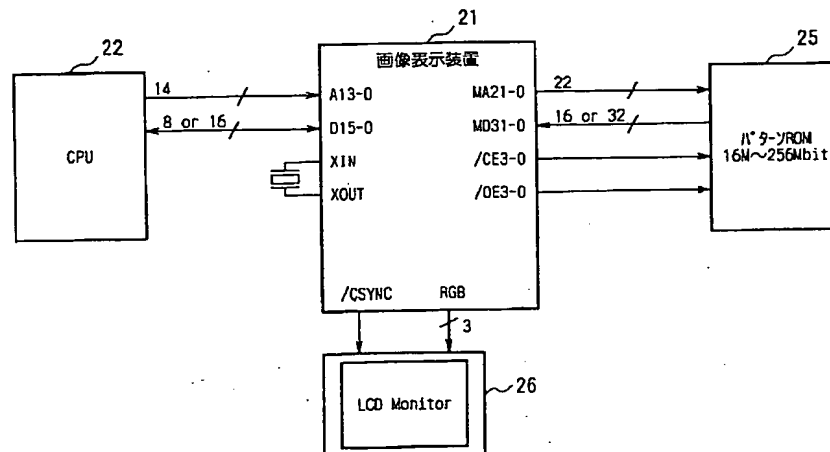 22
CPU
14
8 or 16
21
画像表示装置
A13-0
D15-0
XIN
XOUT
MA21-0
MD31-0
/CE3-0
/OE3-0
/CSYNC
RGB
22
16 or 32
25
パターンROM
16M～256Mbit
3
26
LCD Monitor